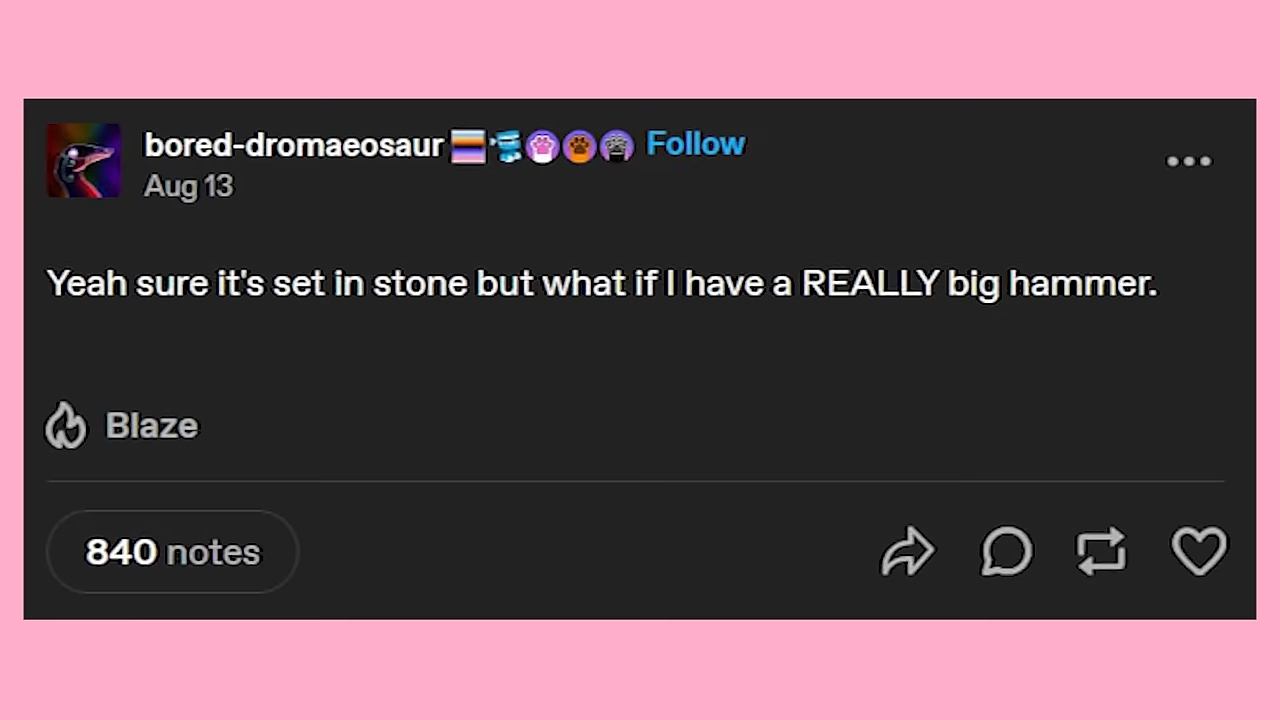 bored-dromaeosaur Follow
Aug 13
Yeah sure it's set in stone but what if I have a REALLY big hammer.
Blaze
840 notes